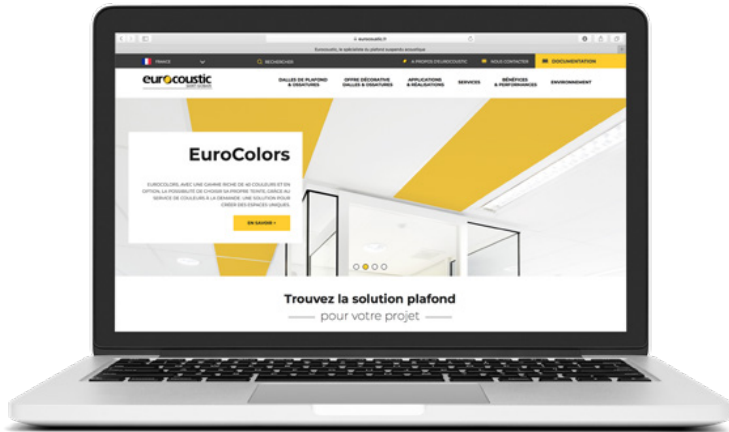 eurocoustic.fr
Eurocoustic, le spécialiste du plafond suspendu acoustique
FRANCE
RECHERCHER
A PROPOS D'EUROCOUSTIC
NOUS CONTACTER
DOCUMENTATION
eurocoustic
SAINT-GOBAIN
DALLES DE PLAFOND
& OSSATURES
OFFRE DÉCORATIVE
DALLES & OSSATURES
APPLICATIONS
& RÉALISATIONS
SERVICES
BÉNÉFICES
& PERFORMANCES
ENVIRONNEMENT
EuroColors
EUROCOLORS, AVEC UNE GAMME RICHE DE 40 COULEURS ET EN
OPTION, LA POSSIBILITÉ DE CHOISIR SA PROPRE TEINTE, GRÂCE AU
SERVICE DE COULEURS À LA DEMANDE: UNE SOLUTION POUR
CRÉER DES ESPACES UNIQUES.
EN SAVOIR +
Trouvez la solution plafond
pour votre projet